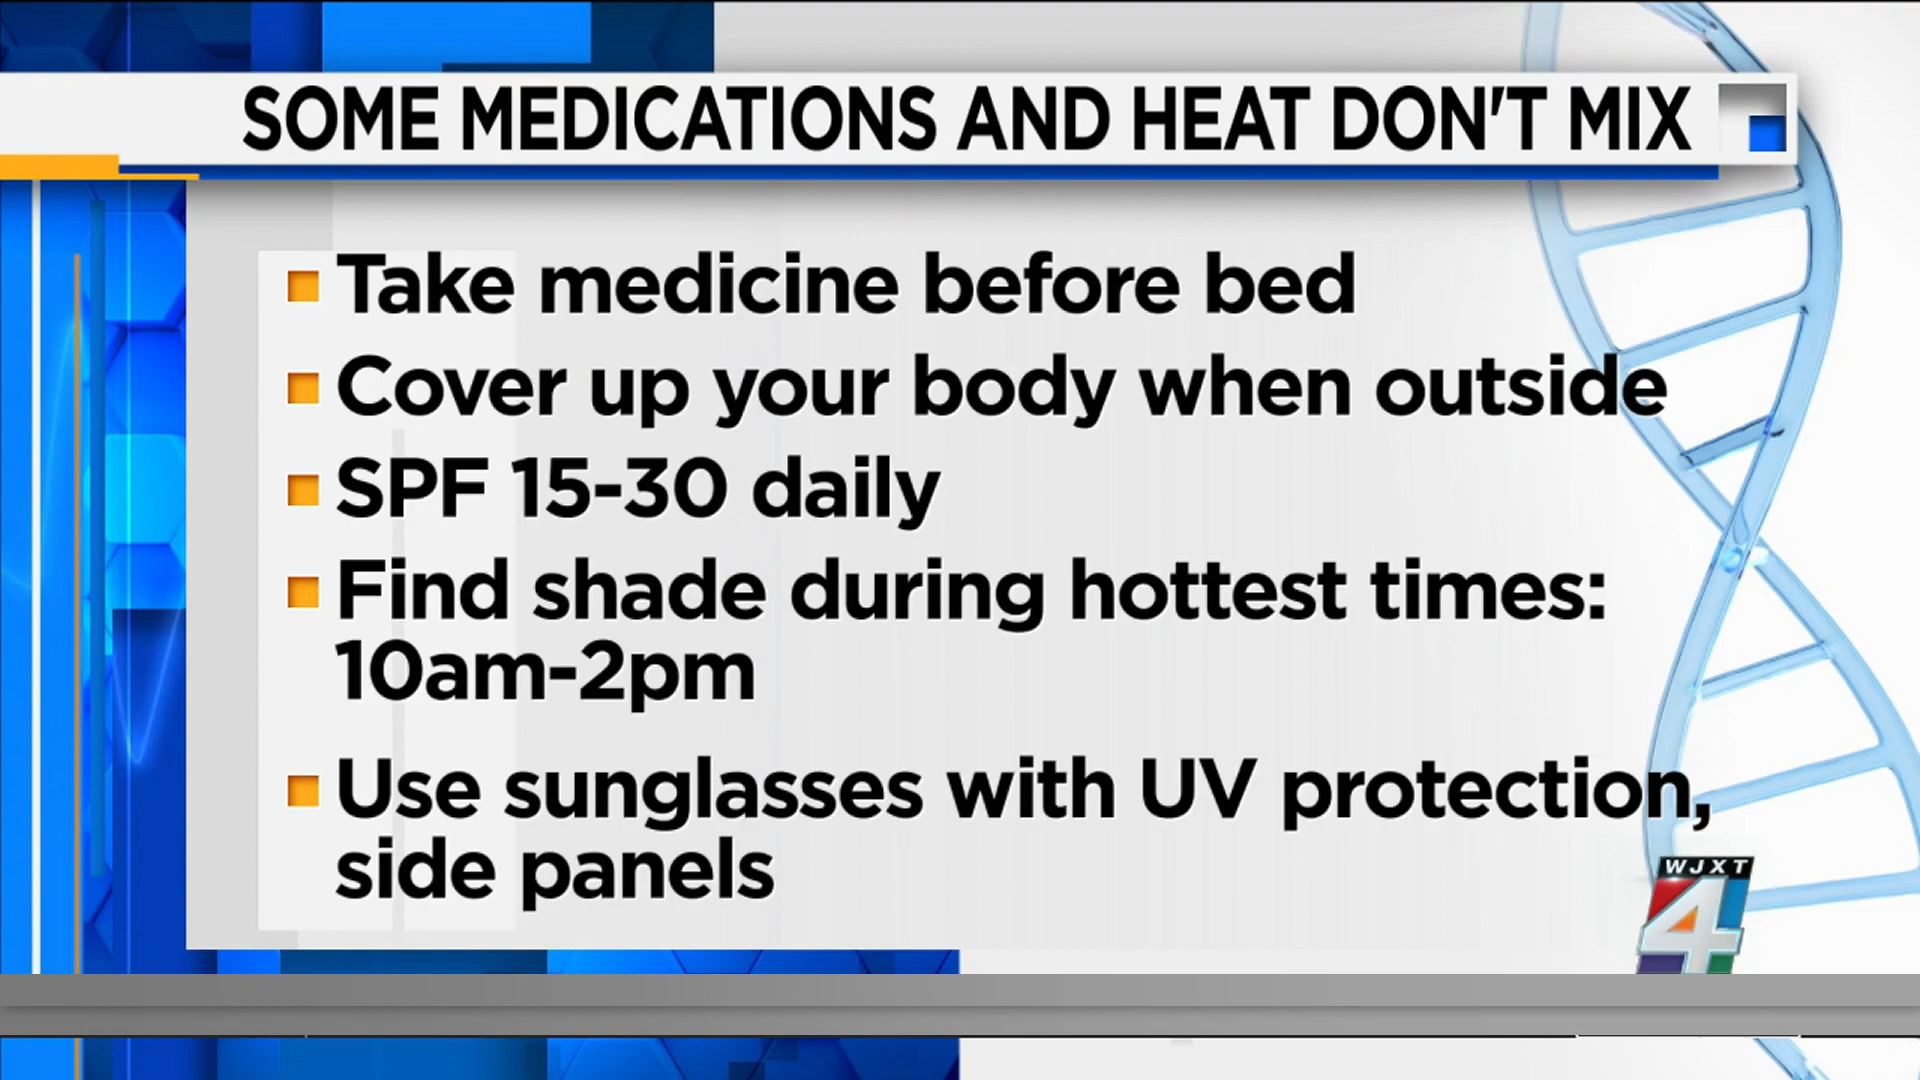 SOME MEDICATIONS AND HEAT DON'T MIX
Take medicine before bed
Cover up your body when outside
SPF 15-30 daily
Find shade during hottest times:
10am-2pm
Use sunglasses with UV protection,
side panels
WJXT
4